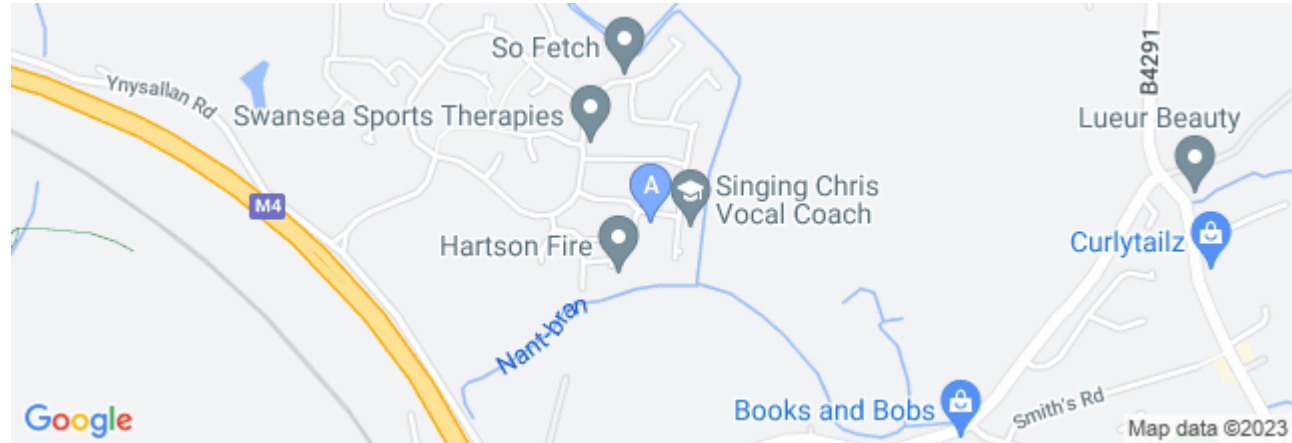 So Fetch
B4291
Ynysallan Rd
Swansea Sports Therapies
Lueur Beauty
A
Singing Chris
Vocal Coach
M4
Hartson Fire
Curlytailz
Nant-bran
Books and Bobs
Smith's Rd
Google
Map data ©2023